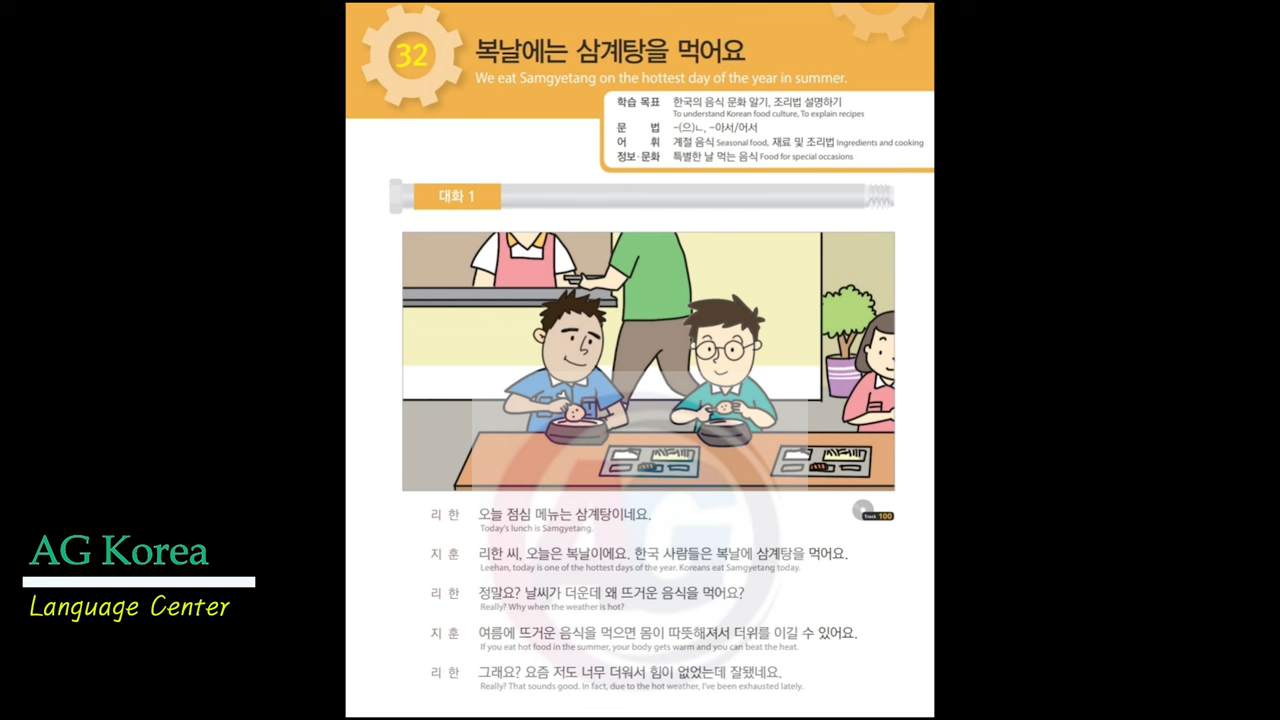 32
복날에는 삼계탕을 먹어요
We eat Samgyetang on the hottest day of the year in summer.
학습 목표 한국의 음식 문화 알기, 조리법 설명하기
To understand Korean food culture, To explain recipes
문 법 -(으)ㄴ, -아서/어서
어 휘 계절 음식 Seasonal food, 재료 및 조리법 Ingredients and cooking
정보·문화 특별한 날 먹는 음식 Food for special occasions
대화 1
리 한 오늘 점심 메뉴는 삼계탕이네요.
Today's lunch is Samgyetang.
Track 100
지 훈 리한 씨, 오늘은 복날이에요. 한국 사람들은 복날에 삼계탕을 먹어요.
Leehan, today is one of the hottest days of the year. Koreans eat Samgyetang today.
리 한 정말요? 날씨가 더운데 왜 뜨거운 음식을 먹어요?
Really? Why when the weather is hot?
지 훈 여름에 뜨거운 음식을 먹으면 몸이 따뜻해져서 더위를 이길 수 있어요.
If you eat hot food in the summer, your body gets warm and you can beat the heat.
리 한 그래요? 요즘 저도 너무 더워서 힘이 없었는데 잘됐네요.
Really? That sounds good. In fact, due to the hot weather, I've been exhausted lately.
AG Korea
Language Center
AG